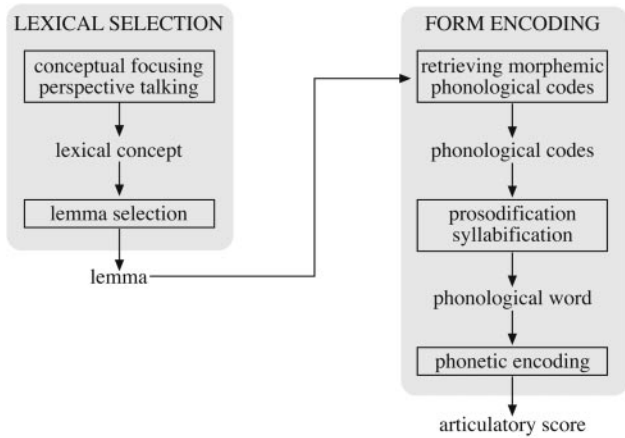 LEXICAL SELECTION
conceptual focusing
perspective talking
lexical concept
lemma selection
lemma
FORM ENCODING
retrieving morphemic
phonological codes
phonological codes
prosodification
syllabification
phonological word
phonetic encoding
articulatory score